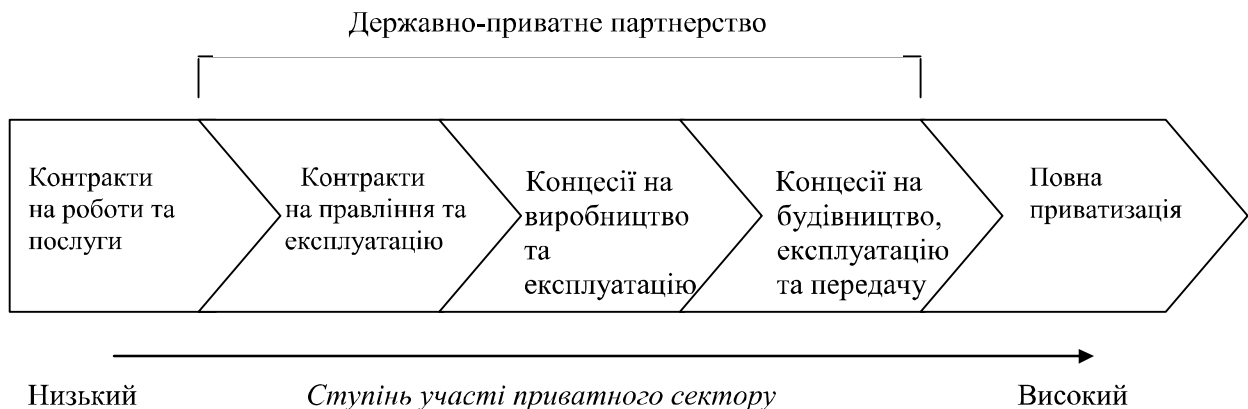 Державно-приватне партнерство
Контракти
на роботи та
послуги
Контракти
на правління та
експлуатацію
Концесії на
виробництво
та
експлуатацію
Концесії на
будівництво,
експлуатацію
та передачу
Повна
приватизація
Низький
Ступінь участі приватного сектору
Високий